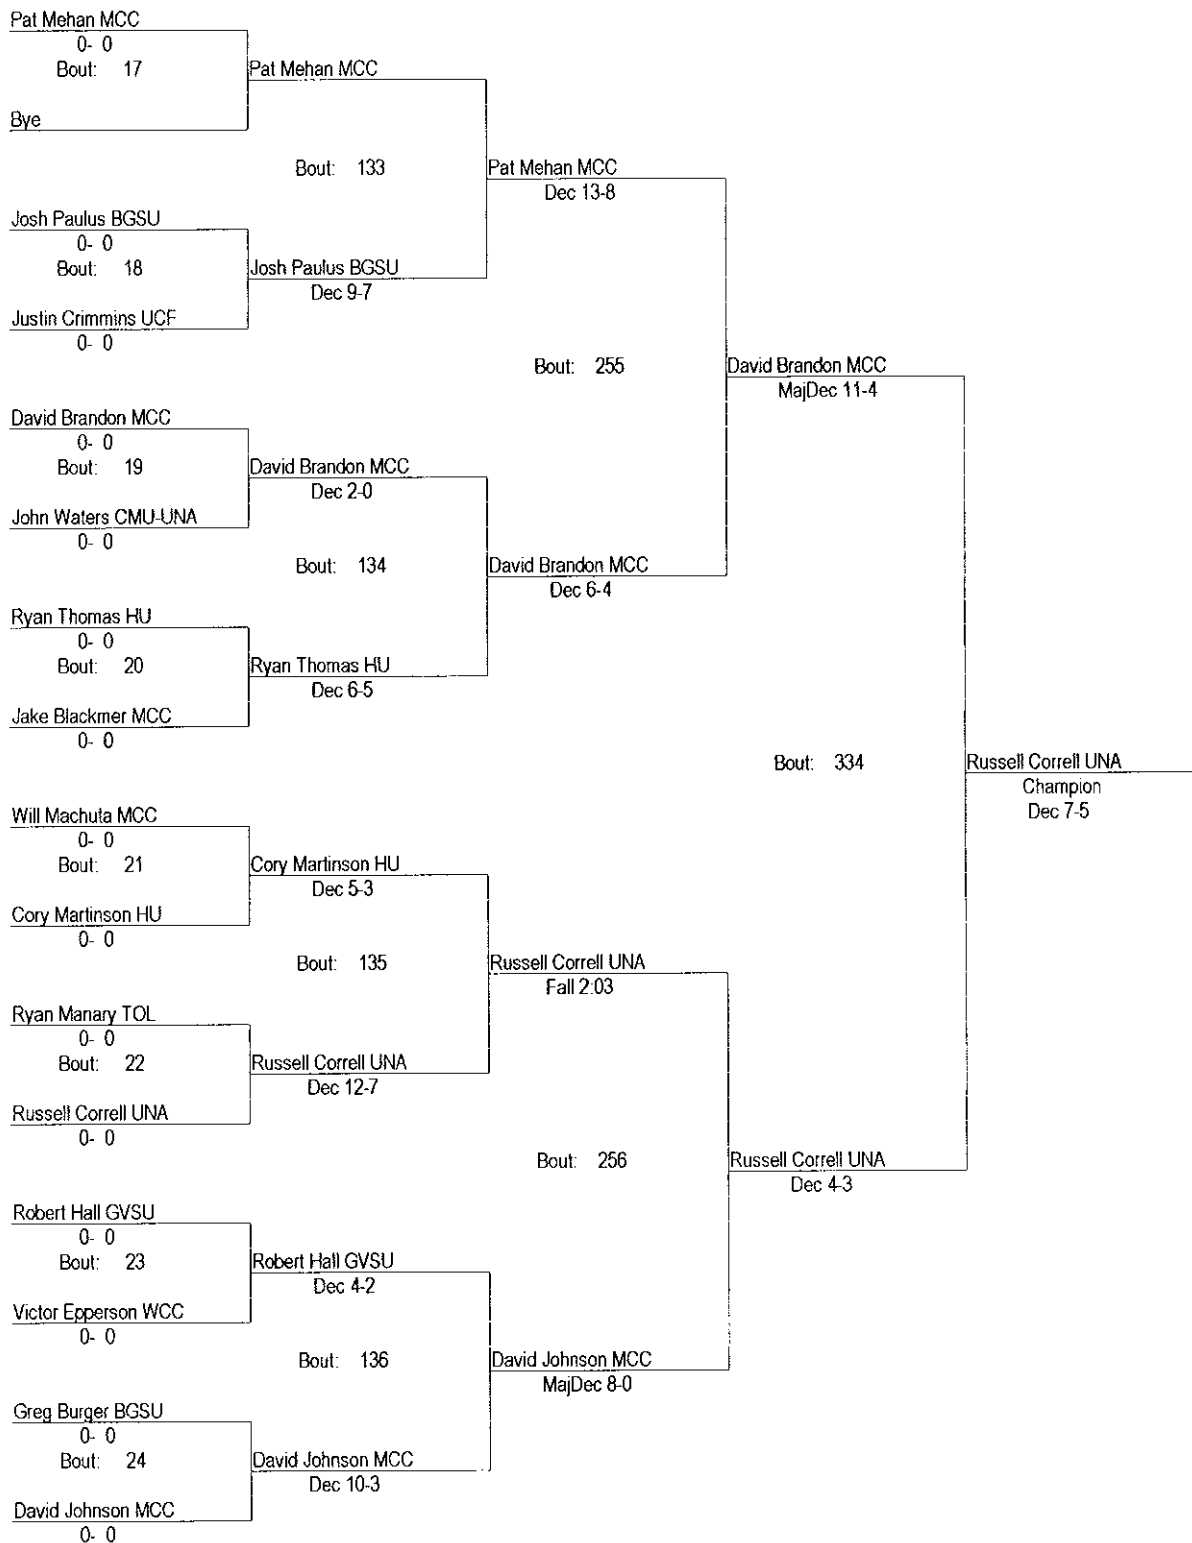 Pat Mehan MCC
0- 0
Bout: 17
Bye
Pat Mehan MCC
Bout: 133
Josh Paulus BGSU
0- 0
Bout: 18
Justin Crimmins UCF
0- 0
Josh Paulus BGSU
Dec 9-7
Pat Mehan MCC
Dec 13-8
Bout: 255
David Brandon MCC
0- 0
Bout: 19
John Waters CMU-UNA
0- 0
David Brandon MCC
Dec 2-0
Bout: 134
Ryan Thomas HU
0- 0
Bout: 20
Jake Blackmer MCC
0- 0
Ryan Thomas HU
Dec 6-5
David Brandon MCC
Dec 6-4
David Brandon MCC
MajDec 11-4
Bout: 334
Will Machuta MCC
0- 0
Bout: 21
Cory Martinson HU
0- 0
Cory Martinson HU
Dec 5-3
Bout: 135
Ryan Manary TOL
0- 0
Bout: 22
Russell Correll UNA
0- 0
Russell Correll UNA
Dec 12-7
Russell Correll UNA
Fall 2:03
Bout: 256
Robert Hall GVSU
0- 0
Bout: 23
Victor Epperson WCC
0- 0
Robert Hall GVSU
Dec 4-2
Bout: 136
Greg Burger BGSU
0- 0
Bout: 24
David Johnson MCC
0- 0
David Johnson MCC
Dec 10-3
David Johnson MCC
MajDec 8-0
Russell Correll UNA
Dec 4-3
Russell Correll UNA
Champion
Dec 7-5